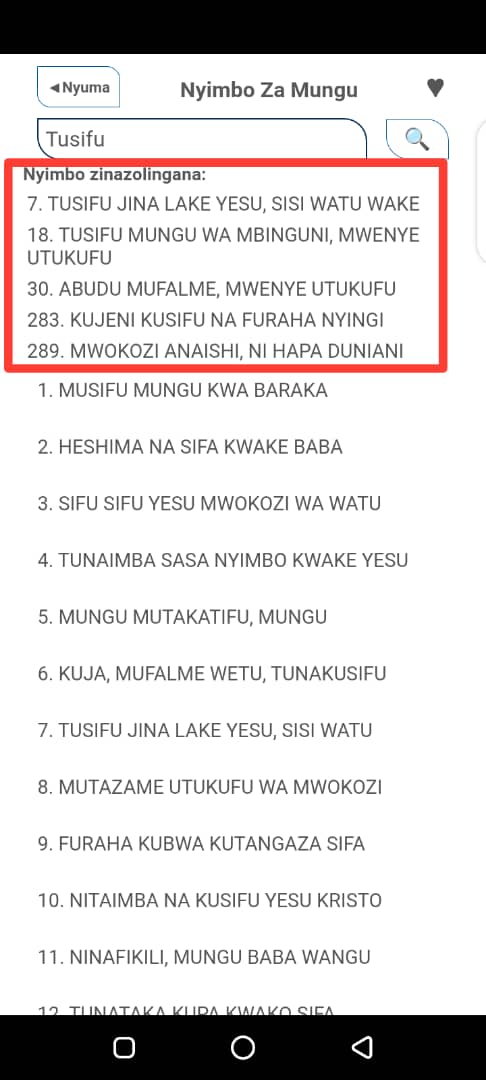 ◄Nyuma
Nyimbo Za Mungu
Tusifu
Nyimbo zinazolingana:
7. TUSIFU JINA LAKE YESU, SISI WATU WAKE
18. TUSIFU MUNGU WA MBINGUNI, MWENYE
UTUKUFU
30. ABUDU MUFALME, MWENYE UTUKUFU
283. KUJENI KUSIFU NA FURAHA NYINGI
289. MWOKOZI ANAISHI, NI HAPA DUNIANI
1. MUSIFU MUNGU KWA BARAKA
2. HESHIMA NA SIFA KWAKE BABA
3. SIFU SIFU YESU MWOKOZI WA WATU
4. TUNAIMBA SASA NYIMBO KWAKE YESU
5. MUNGU MUTAKATIFU, MUNGU
6. KUJA, MUFALME WETU, TUNAKUSIFU
7. TUSIFU JINA LAKE YESU, SISI WATU
8. MUTAZAME UTUKUFU WA MWOKOZI
9. FURAHA KUBWA KUTANGAZA SIFA
10. NITAIMBA NA KUSIFU YESU KRISTO
11. NINAFIKILI, MUNGU BABA WANGU
12. TUNATAKA KUPA KWAKO SIFA